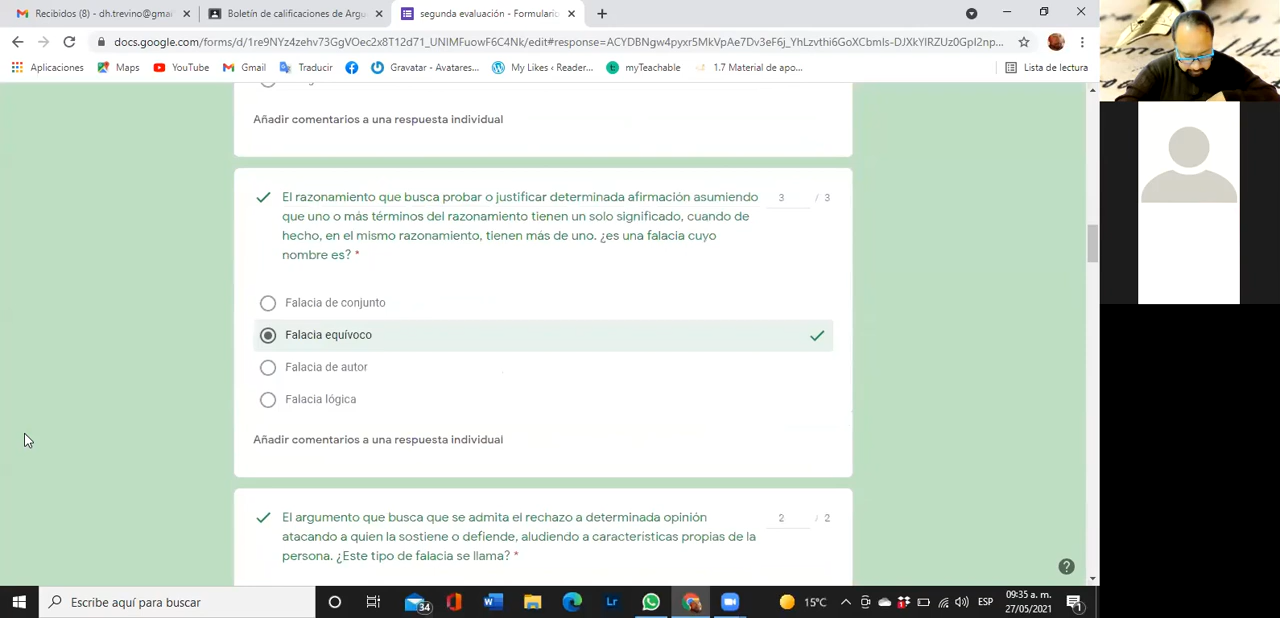 Recibidos (8) - dh.trevino@gmai
Boletín de calificaciones de Argu
segunda evaluación - Formulario
docs.google.com/forms/d/1re9NYz4zehv73GgVOec2x8T12d71_UNIMFuowF6C4Nk/edit#response=ACYDBNgw4pyxr5MkVpAe7Dv3eF6j_YhLzvthi6GoXCbmIs-DJXkYIRZUz0GpI2np...
Aplicaciones
Maps
YouTube
Gmail
Traducir
Gravatar - Avatares...
My Likes ‹ Reader...
myTeachable
1.7 Material de apo...
Lista de lectura
Añadir comentarios a una respuesta individual
El razonamiento que busca probar o justificar determinada afirmación asumiendo
3 / 3
que uno o más términos del razonamiento tienen un solo significado, cuando de
hecho, en el mismo razonamiento, tienen más de uno. ¿es una falacia cuyo
nombre es? *
Falacia de conjunto
Falacia equívoco
Falacia de autor
Falacia lógica
Añadir comentarios a una respuesta individual
El argumento que busca que se admita el rechazo a determinada opinión
2 / 2
atacando a quien la sostiene o defiende, aludiendo a características propias de la
persona. ¿Este tipo de falacia se llama? *
Escribe aquí para buscar
34
15°C
ESP
09:35 a. m.
27/05/2021
1